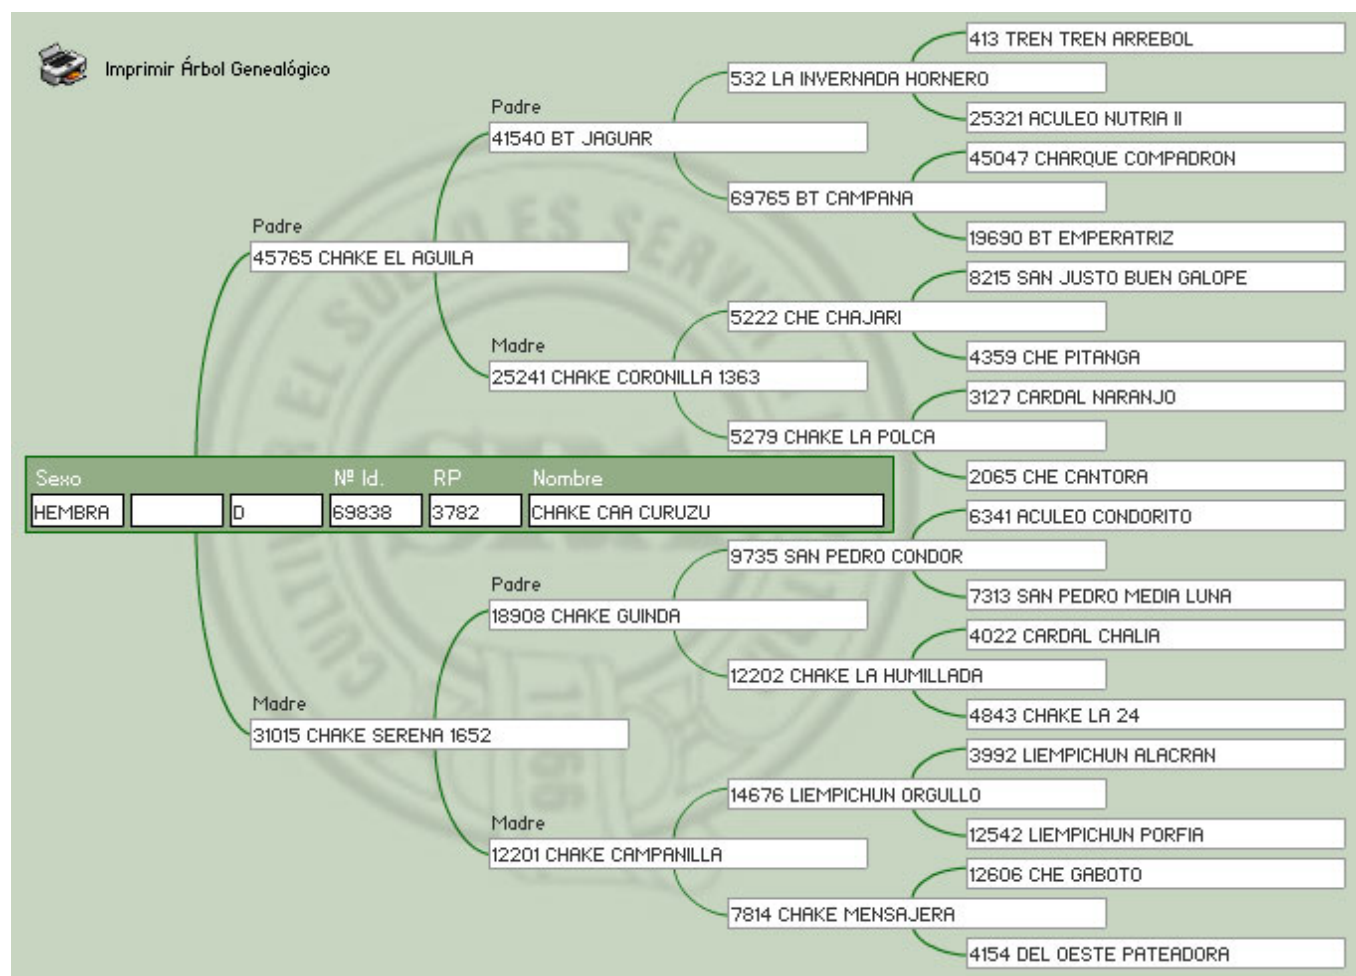 Imprimir Árbol Genealógico
413 TREN TREN ARREBOL
532 LA INVERNADA HORNERO
Padre
25321 ACULEO NUTRIA II
41540 BT JAGUAR
45047 CHARQUE COMPADRON
69765 BT CAMPANA
Padre
19690 BT EMPERATRIZ
45765 CHAKE EL AGUILA
8215 SAN JUSTO BUEN GALOPE
5222 CHE CHAJARI
Madre
4359 CHE PITANGA
25241 CHAKE CORONILLA 1363
3127 CARDAL NARANJO
5279 CHAKE LA POLCA
Sexo Nº Id. RP Nombre
2065 CHE CANTORA
HEMBRA D 69838 3782 CHAKE CAA CURUZU
6341 ACULEO CONDORITO
9735 SAN PEDRO CONDOR
Padre
7313 SAN PEDRO MEDIA LUNA
18908 CHAKE GUINDA
4022 CARDAL CHALIA
12202 CHAKE LA HUMILLADA
Madre
4843 CHAKE LA 24
31015 CHAKE SERENA 1652
3992 LIEMPICHUN ALACRAN
14676 LIEMPICHUN ORGULLO
Madre
12542 LIEMPICHUN PORFIA
12201 CHAKE CAMPANILLA
12606 CHE GABOTO
7814 CHAKE MENSAJERA
4154 DEL OESTE PATEADORA
CULTIVAR EL SUELO ES SERVIR
1866